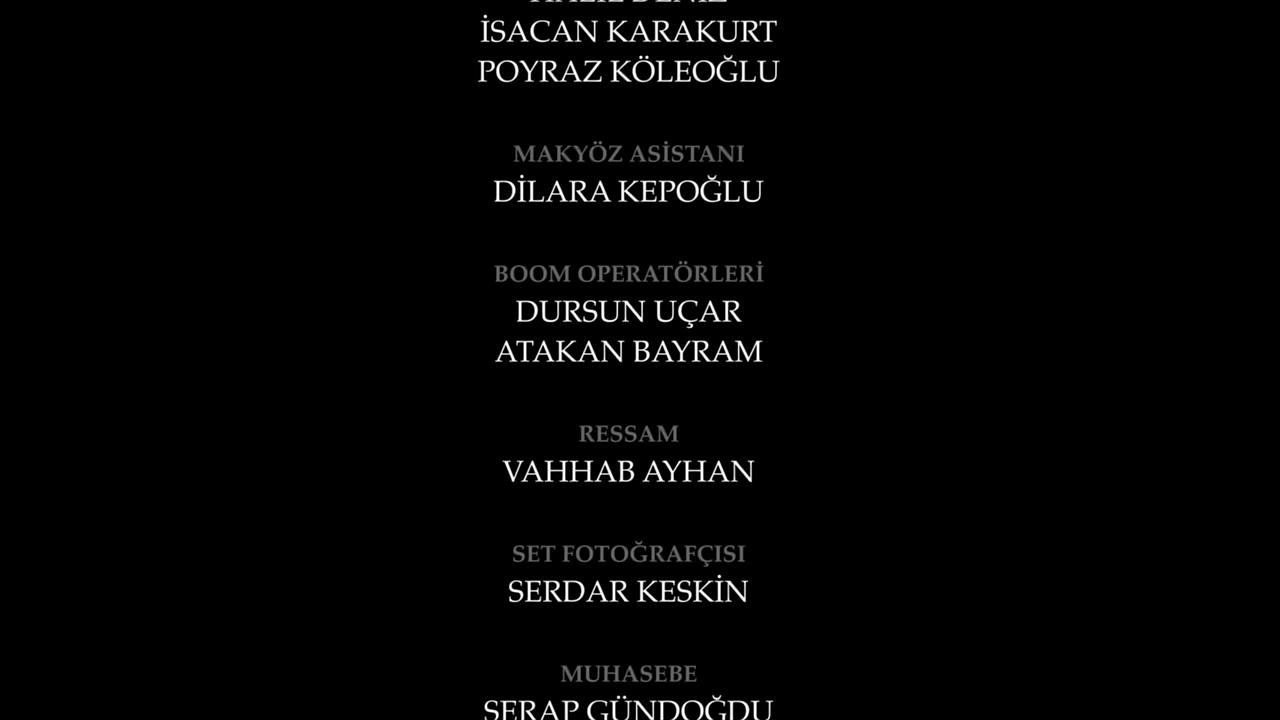 İSACAN KARAKURT
POYRAZ KÖLEOĞLU
MAKYÖZ ASİSTANI
DİLARA KEPOĞLU
BOOM OPERATÖRLERİ
DURSUN UÇAR
ATAKAN BAYRAM
RESSAM
VAHHAB AYHAN
SET FOTOĞRAFÇISI
SERDAR KESKİN
MUHASEBE
SERAP GÜNDOĞDU